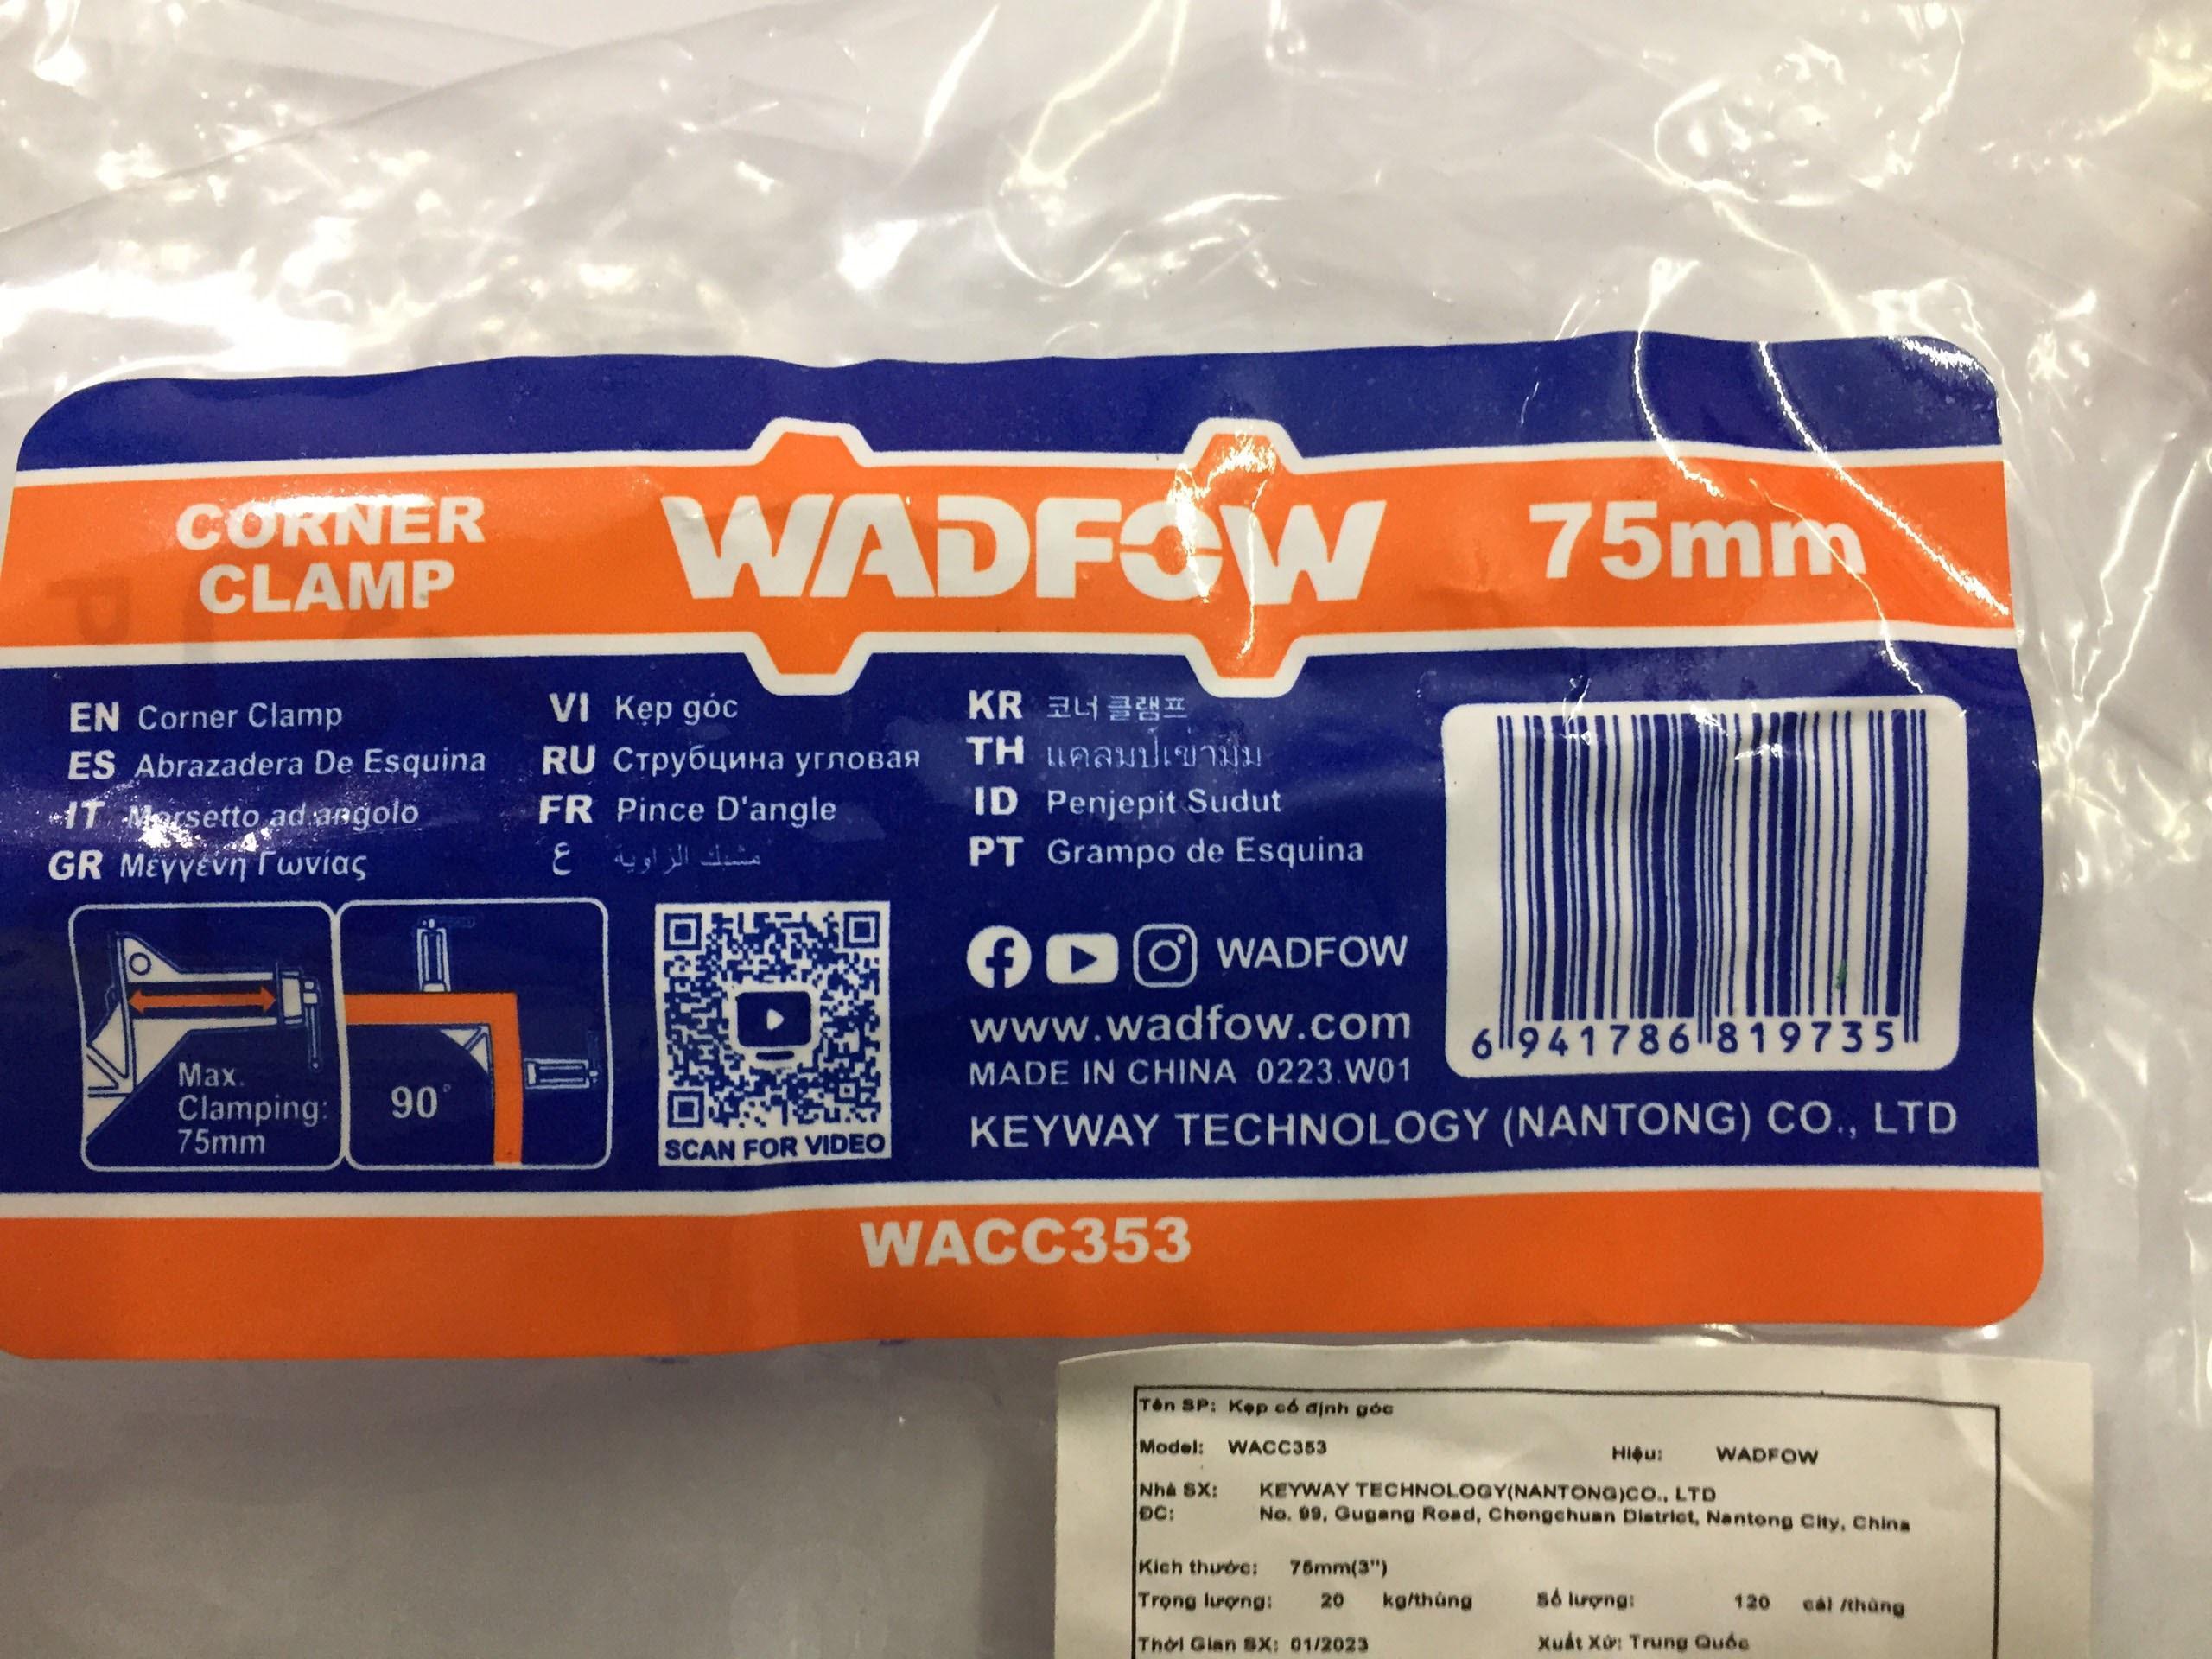 CORNER
CLAMP
WADFOW
75mm
EN Corner Clamp
ES Abrazadera De Esquina
IT Morsetto ad angolo
GR Μέγγενη Γωνίας
VI Kẹp góc
RU Струбцина угловая
FR Pince D'angle
ع مشبك الزاوية
KR 코너 클램프
TH แคลมป์เข้ามุม
ID Penjepit Sudut
PT Grampo de Esquina
Max.
Clamping:
75mm
90°
SCAN FOR VIDEO
WADFOW
www.wadfow.com
MADE IN CHINA 0223.W01
KEYWAY TECHNOLOGY (NANTONG) CO., LTD
6 941786 819735
WACC353
Tên SP: Kẹp cố định góc
Model: WACC353 Hiệu: WADFOW
Nhà SX: KEYWAY TECHNOLOGY(NANTONG)CO., LTD
ĐC: No. 99, Gugang Road, Chongchuan District, Nantong City, China
Kích thước: 75mm(3")
Trọng lượng: 20 kg/thùng Số lượng: 120 cái /thùng
Thời Gian SX: 01/2023 Xuất Xứ: Trung Quốc